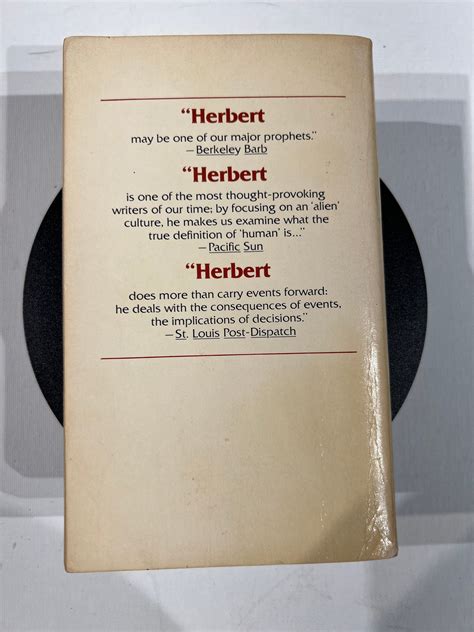 “Herbert
may be one of our major prophets.”
—Berkeley Barb
“Herbert
is one of the most thought-provoking
writers of our time; by focusing on an ‘alien’
culture, he makes us examine what the
true definition of ‘human’ is...”
—Pacific Sun
“Herbert
does more than carry events forward:
he deals with the consequences of events,
the implications of decisions.”
—St. Louis Post-Dispatch